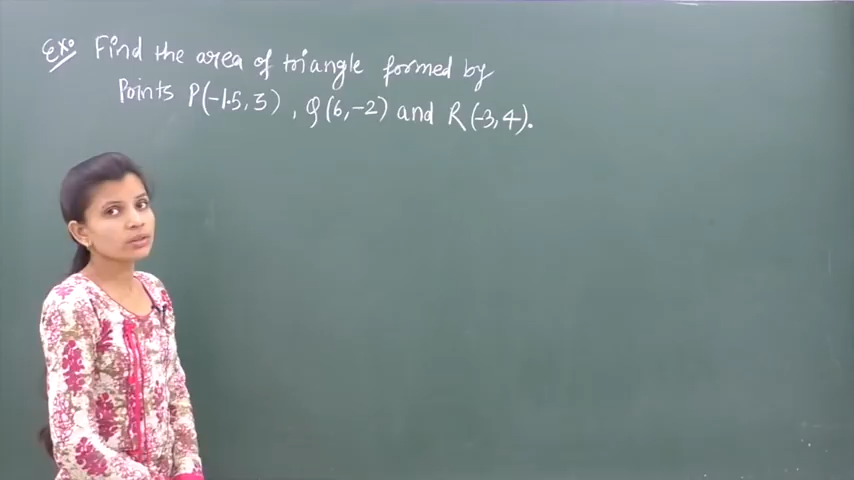 Ex: Find the area of triangle formed by
Points P(-1.5, 3), Q(6, -2) and R(-3, 4).